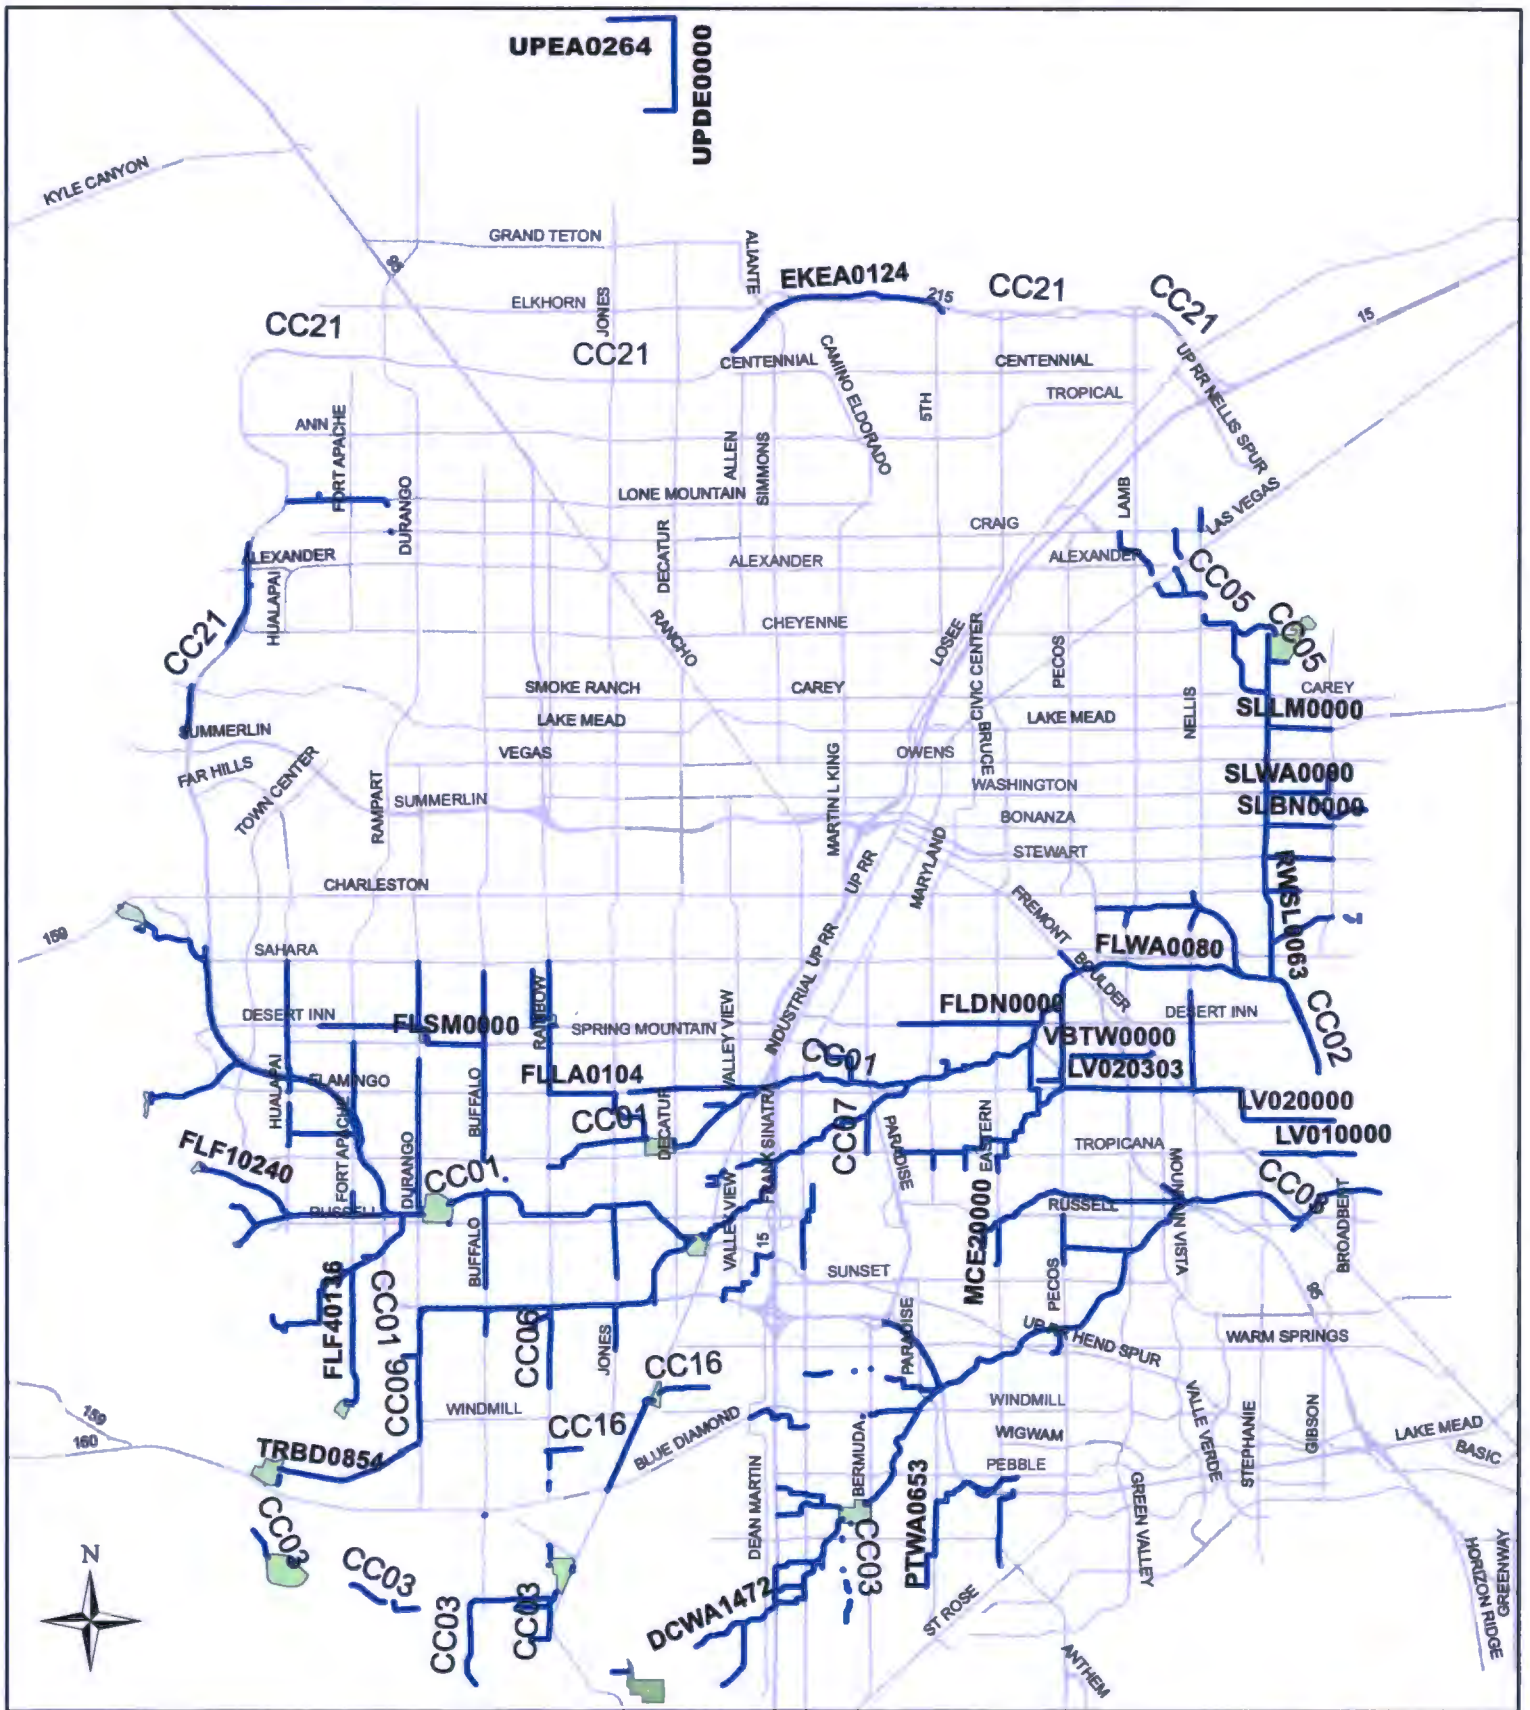 UPEA0264
UPDE0000
KYLE CANYON
GRAND TETON
ALIANTE
95
EKEA0124
215
CC21
CC21
ELKHORN
JONES
CC21
CC21
15
CENTENNIAL
CAMINO ELDORADO
CENTENNIAL
UP RR NELLIS SPUR
TROPICAL
5TH
ANN
FORT APACHE
ALLEN
SIMMONS
LONE MOUNTAIN
DURANGO
LAMB
LAS VEGAS
CRAIG
DECATUR
ALEXANDER
ALEXANDER
ALEXANDER
CC05
HUALAPAI
CC21
CHEYENNE
RANCHO
LOSEE
CIVIC CENTER
PECOS
CC05
SMOKE RANCH
CAREY
CAREY
NELLIS
SLLM0000
LAKE MEAD
LAKE MEAD
SUMMERLIN
VEGAS
OWENS
BRUCE
FAR HILLS
TOWN CENTER
MARTIN L KING
WASHINGTON
SLWA0090
RAMPART
SUMMERLIN
BONANZA
SLBN0000
STEWART
UP RR
MARYLAND
CHARLESTON
RWSL0063
FREMONT
159
SAHARA
INDUSTRIAL UP RR
FLWA0080
BOULDER
DESERT INN
FLSM0000
RAINBOW
SPRING MOUNTAIN
VALLEY VIEW
FLDN0000
DESERT INN
CC02
VBTW0000
CC01
LV020303
HUALAPAI
FLAMINGO
BUFFALO
FLLA0104
CC01
DECATUR
FRANK SINATRA
CC07
LV020000
LV010000
PARADISE
EASTERN
TROPICANA
FLF10240
FORT APACHE
DURANGO
CC01
MOUNTAIN VISTA
CC08
RUSSELL
BUFFALO
VALLEY VIEW
15
MCE20000
RUSSELL
BROADBENT
SUNSET
FLF40136
CC01
CC06
CC06
JONES
PARADISE
PECOS
95
UP RR HEND SPUR
WARM SPRINGS
CC16
WINDMILL
CC16
BLUE DIAMOND
WINDMILL
WIGWAM
PEBBLE
VALLE VERDE
STEPHANIE
GIBSON
LAKE MEAD
BASIC
159
160
TRBD0854
BERMUDA
DEAN MARTIN
PTWA0653
GREEN VALLEY
CC03
CC03
CC03
CC03
CC03
DCWA1472
ST ROSE
ANTHEM
HORIZON RIDGE
GREENWAY
N